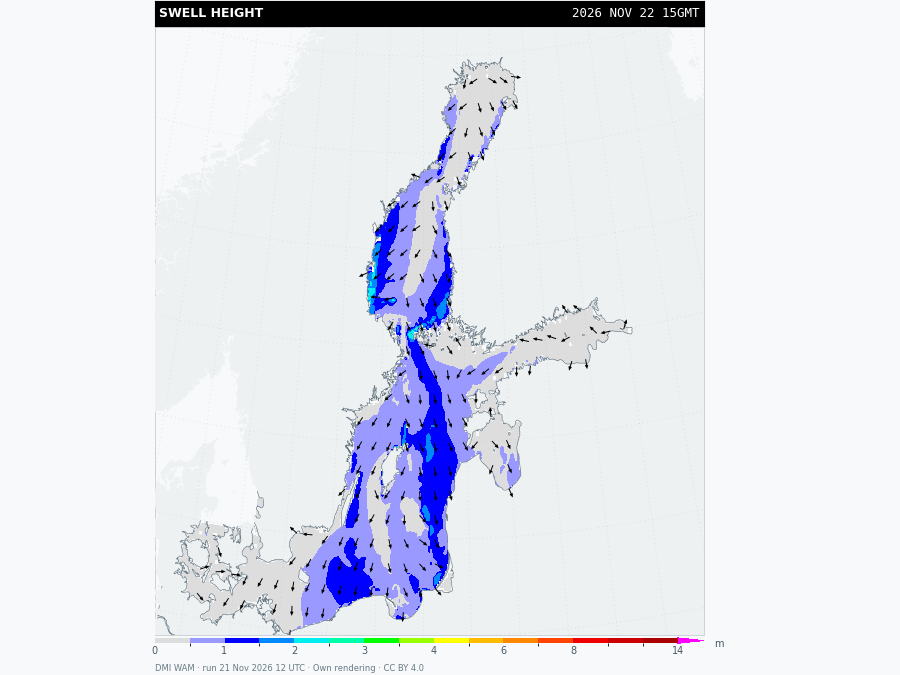 SWELL HEIGHT 2026 NOV 22 15GMT
0 1 2 3 4 6 8 14 m
DMI WAM · run 21 Nov 2026 12 UTC · Own rendering · CC BY 4.0